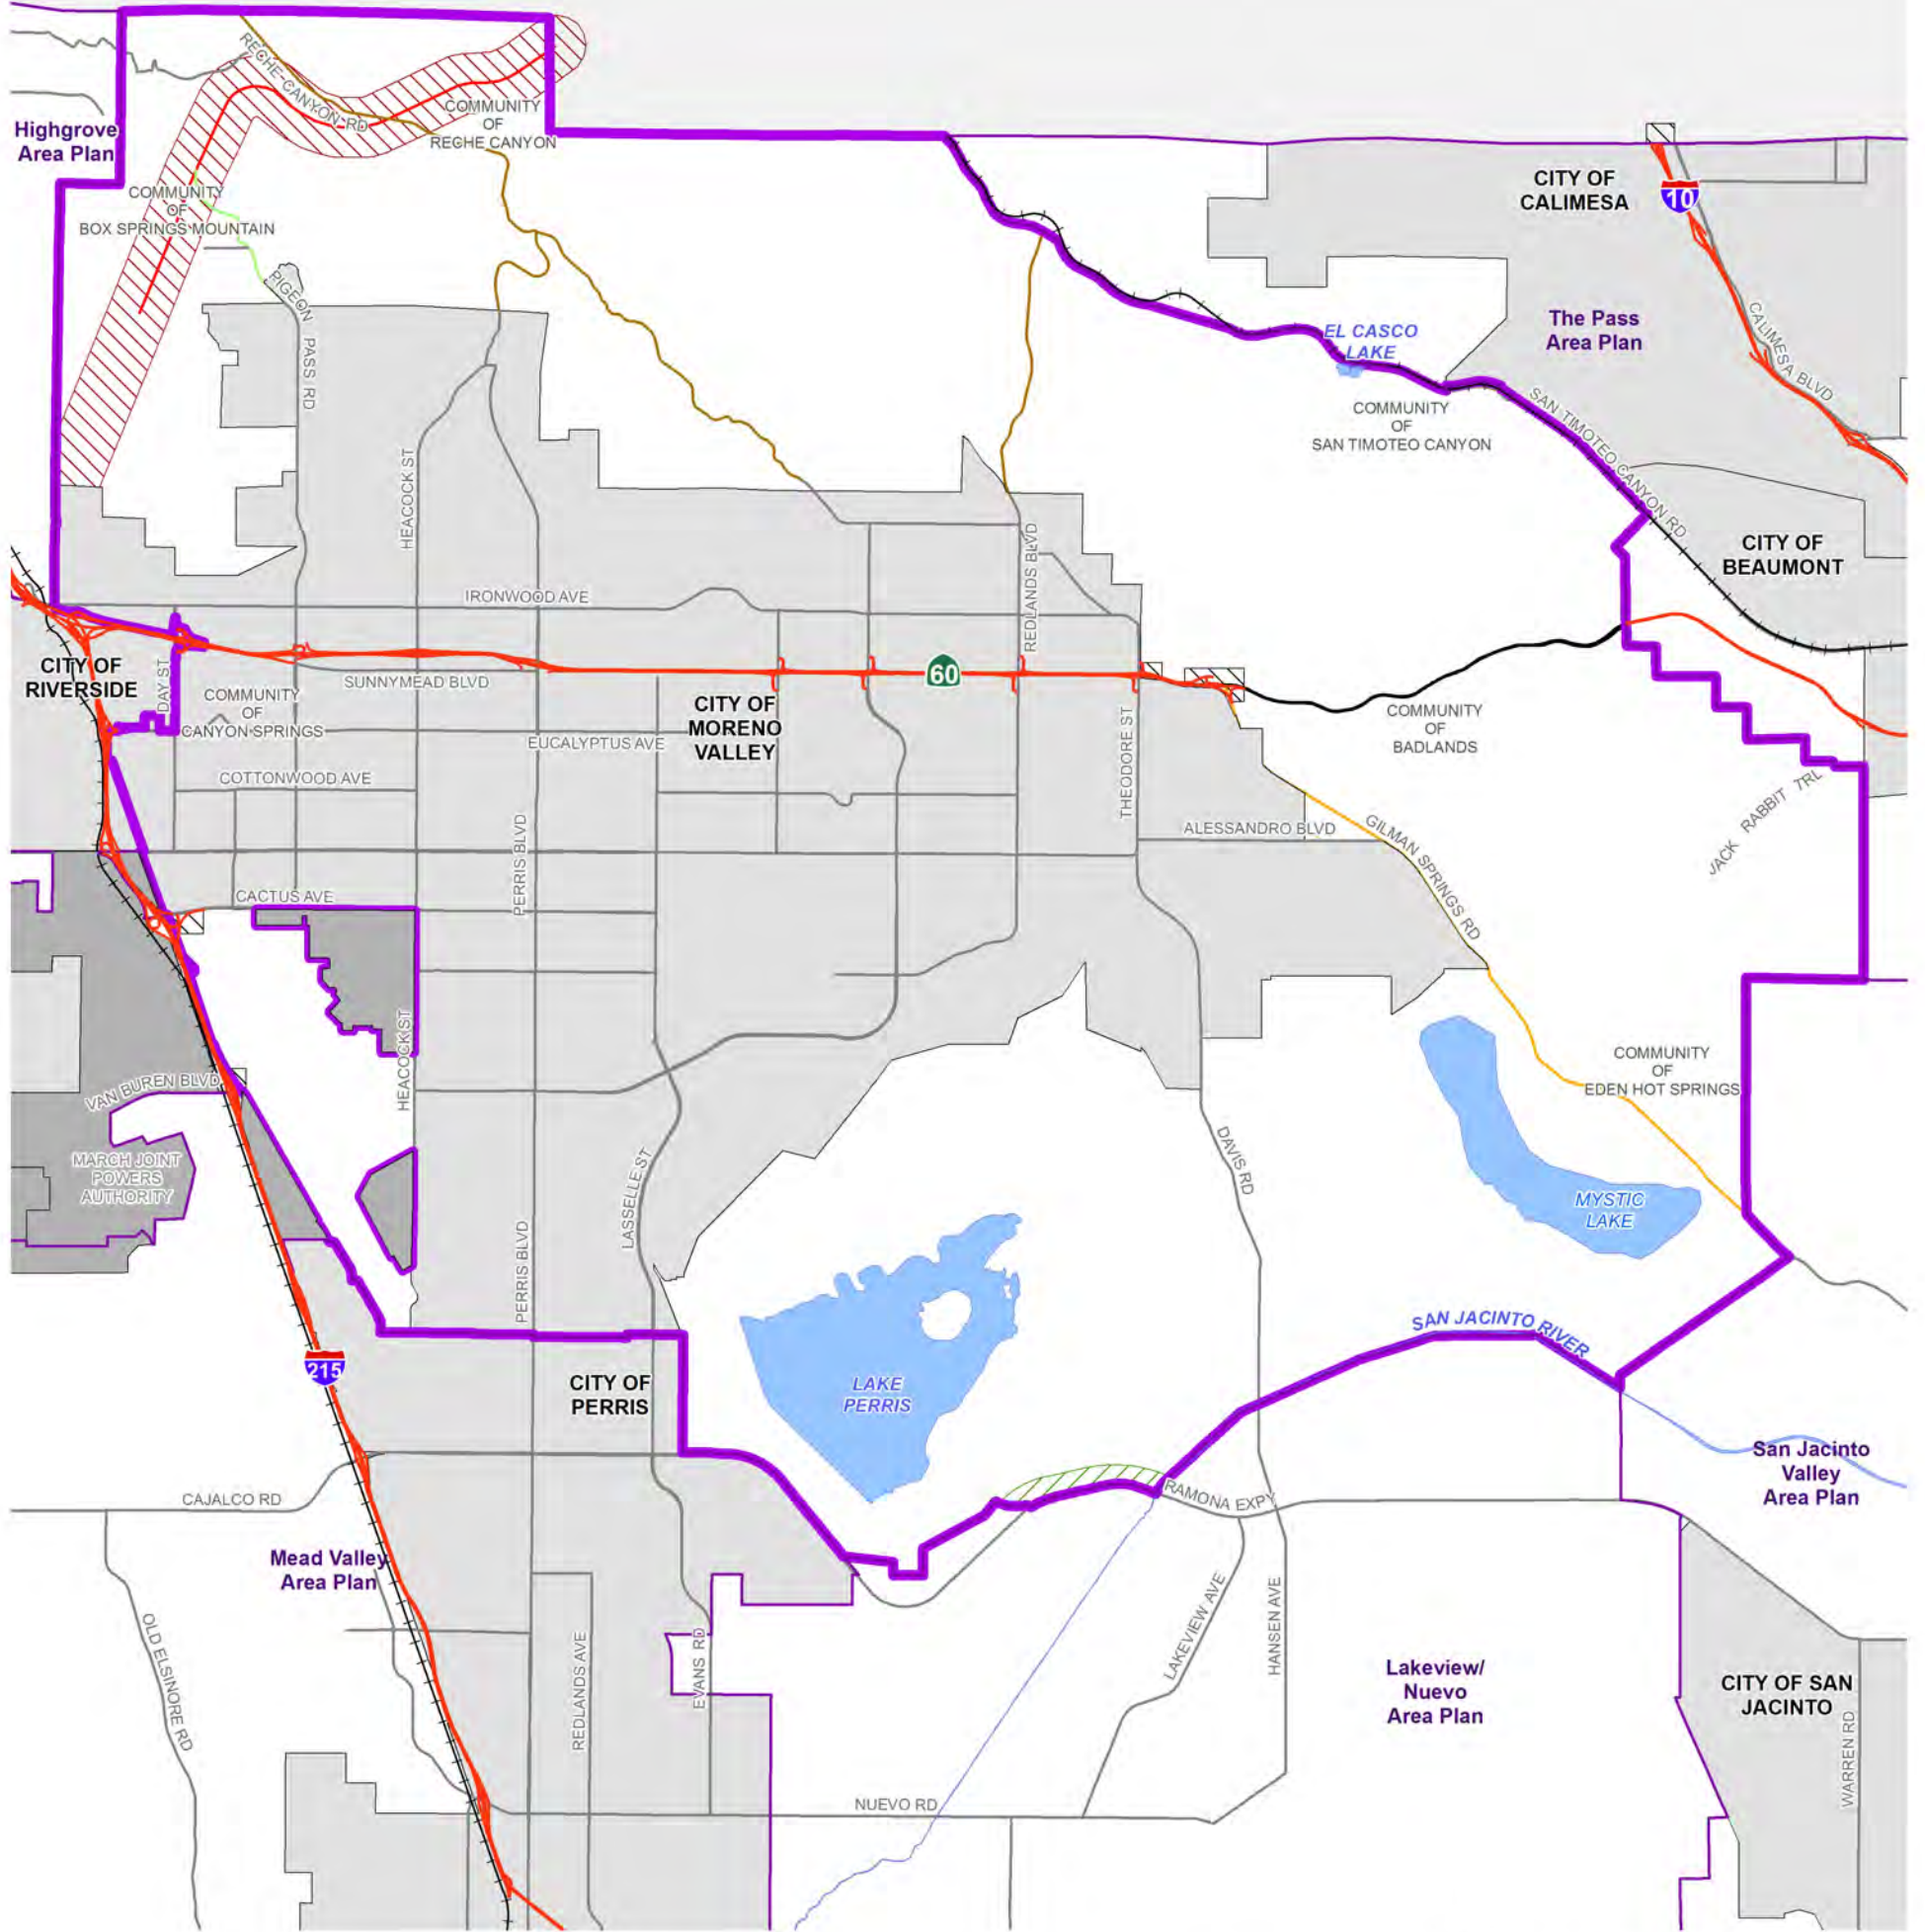 RECHE CANYON RD
COMMUNITY
OF
RECHE CANYON
Highgrove
Area Plan
COMMUNITY
OF
BOX SPRINGS MOUNTAIN
PIGEON PASS RD
CITY OF
CALIMESA
10
The Pass
Area Plan
CALIMESA BLVD
EL CASCO
LAKE
COMMUNITY
OF
SAN TIMOTEO CANYON
SAN TIMOTEO CANYON RD
CITY OF
BEAUMONT
HEACOCK ST
IRONWOOD AVE
REDLANDS BLVD
CITY OF
RIVERSIDE
DAY ST
COMMUNITY
OF
CANYON SPRINGS
SUNNYMEAD BLVD
60
CITY OF
MORENO
VALLEY
EUCALYPTUS AVE
COTTONWOOD AVE
THEODORE ST
COMMUNITY
OF
BADLANDS
JACK RABBIT TRL
ALESSANDRO BLVD
GILMAN SPRINGS RD
PERRIS BLVD
CACTUS AVE
HEACOCK ST
VAN BUREN BLVD
MARCH JOINT
POWERS
AUTHORITY
COMMUNITY
OF
EDEN HOT SPRINGS
MYSTIC
LAKE
DAVIS RD
LASSELLE ST
PERRIS BLVD
SAN JACINTO RIVER
215
CITY OF
PERRIS
LAKE
PERRIS
San Jacinto
Valley
Area Plan
RAMONA EXPY
CAJALCO RD
Mead Valley
Area Plan
OLD ELSINORE RD
REDLANDS AVE
EVANS RD
LAKEVIEW AVE
HANSEN AVE
Lakeview/
Nuevo
Area Plan
CITY OF SAN
JACINTO
WARREN RD
NUEVO RD